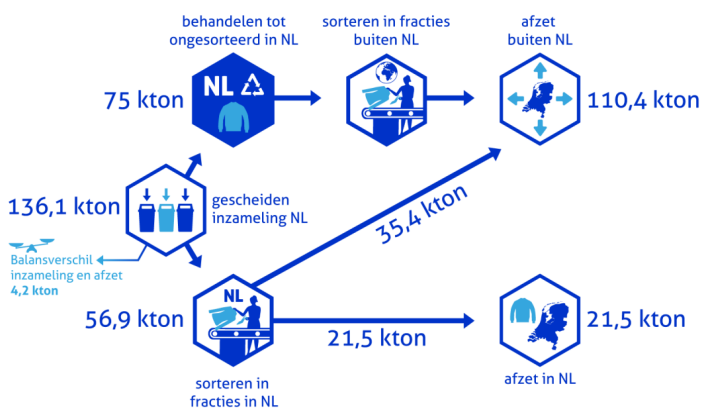 behandelen tot
ongesorteerd in NL
sorteren in fracties
buiten NL
afzet
buiten NL
NL
75 kton
110,4 kton
136,1 kton
gescheiden
inzameling NL
35,4 kton
Balansverschil
inzameling en afzet
4,2 kton
NL
56,9 kton
21,5 kton
21,5 kton
sorteren in
fracties in NL
afzet in NL